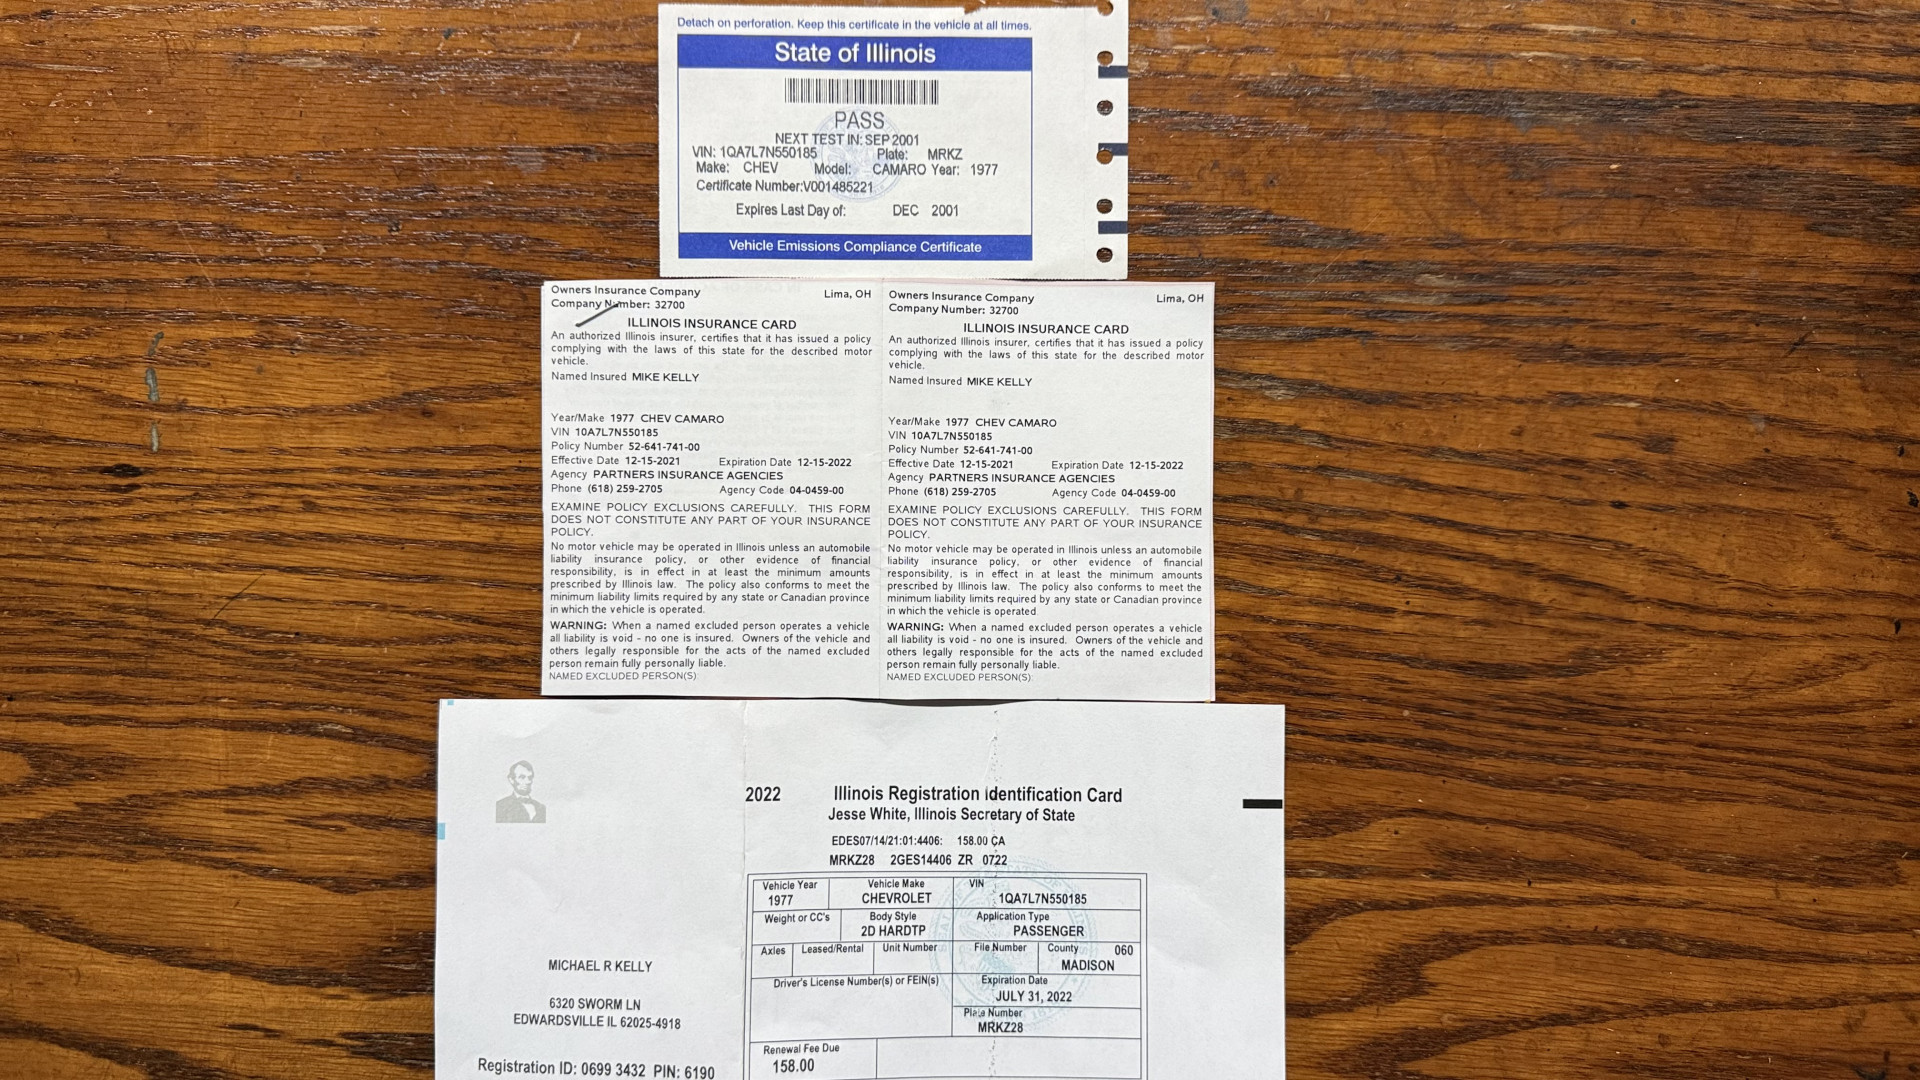 Detach on perforation. Keep this certificate in the vehicle at all times.
State of Illinois
PASS
NEXT TEST IN: SEP 2001
VIN: 1QA7L7N550185 Plate: MRKZ
Make: CHEV Model: CAMARO Year: 1977
Certificate Number:V001485221
Expires Last Day of: DEC 2001
Vehicle Emissions Compliance Certificate
Owners Insurance Company Lima, OH
Company Number: 32700
ILLINOIS INSURANCE CARD
An authorized Illinois insurer, certifies that it has issued a policy
complying with the laws of this state for the described motor
vehicle.
Named Insured MIKE KELLY
Year/Make 1977 CHEV CAMARO
VIN 10A7L7N550185
Policy Number 52-641-741-00
Effective Date 12-15-2021 Expiration Date 12-15-2022
Agency PARTNERS INSURANCE AGENCIES
Phone (618) 259-2705 Agency Code 04-0459-00
EXAMINE POLICY EXCLUSIONS CAREFULLY. THIS FORM
DOES NOT CONSTITUTE ANY PART OF YOUR INSURANCE
POLICY.
No motor vehicle may be operated in Illinois unless an automobile
liability insurance policy, or other evidence of financial
responsibility, is in effect in at least the minimum amounts
prescribed by Illinois law. The policy also conforms to meet the
minimum liability limits required by any state or Canadian province
in which the vehicle is operated.
WARNING: When a named excluded person operates a vehicle
all liability is void - no one is insured. Owners of the vehicle and
others legally responsible for the acts of the named excluded
person remain fully personally liable.
NAMED EXCLUDED PERSON(S):
Owners Insurance Company Lima, OH
Company Number: 32700
ILLINOIS INSURANCE CARD
An authorized Illinois insurer, certifies that it has issued a policy
complying with the laws of this state for the described motor
vehicle.
Named Insured MIKE KELLY
Year/Make 1977 CHEV CAMARO
VIN 10A7L7N550185
Policy Number 52-641-741-00
Effective Date 12-15-2021 Expiration Date 12-15-2022
Agency PARTNERS INSURANCE AGENCIES
Phone (618) 259-2705 Agency Code 04-0459-00
EXAMINE POLICY EXCLUSIONS CAREFULLY. THIS FORM
DOES NOT CONSTITUTE ANY PART OF YOUR INSURANCE
POLICY.
No motor vehicle may be operated in Illinois unless an automobile
liability insurance policy, or other evidence of financial
responsibility, is in effect in at least the minimum amounts
prescribed by Illinois law. The policy also conforms to meet the
minimum liability limits required by any state or Canadian province
in which the vehicle is operated.
WARNING: When a named excluded person operates a vehicle
all liability is void - no one is insured. Owners of the vehicle and
others legally responsible for the acts of the named excluded
person remain fully personally liable.
NAMED EXCLUDED PERSON(S):
2022 Illinois Registration Identification Card
Jesse White, Illinois Secretary of State
EDES07/14/21:01:4406: 158.00 CA
MRKZ28 2GES14406 ZR 0722
Vehicle Year Vehicle Make VIN
1977 CHEVROLET 1QA7L7N550185
Weight or CC's Body Style Application Type
2D HARDTP PASSENGER
Axles Leased/Rental Unit Number File Number County 060
MADISON
Driver's License Number(s) or FEIN(s) Expiration Date
JULY 31, 2022
Plate Number
MRKZ28
Renewal Fee Due
158.00
MICHAEL R KELLY
6320 SWORM LN
EDWARDSVILLE IL 62025-4918
Registration ID: 0699 3432 PIN: 6190